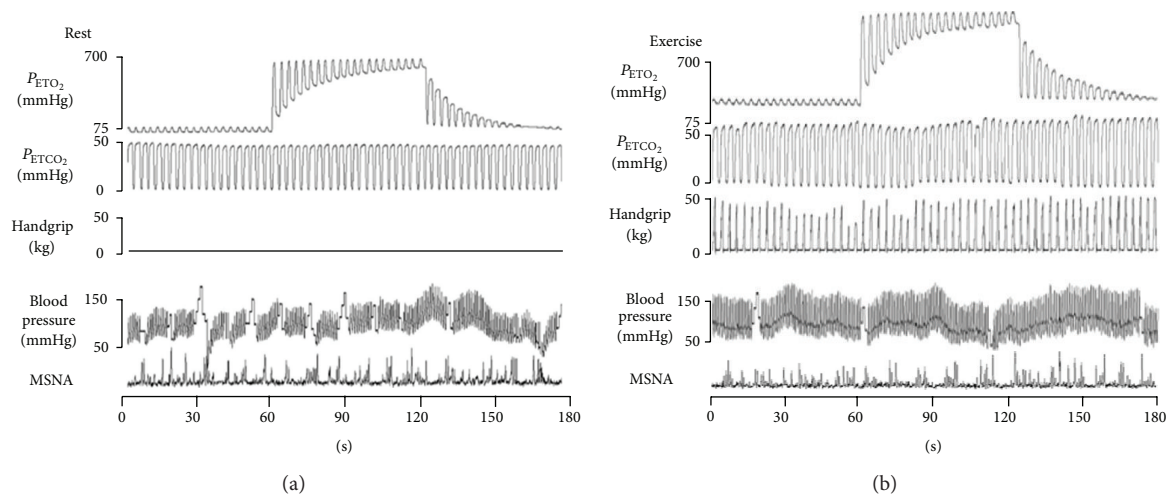 Rest
700
P_ETO2
(mmHg)
75
50
P_ETCO2
(mmHg)
0
50
Handgrip
(kg)
0
150
Blood
pressure
(mmHg)
50
MSNA
0 30 60 90 120 150 180
(s)
(a)
Exercise
700
P_ETO2
(mmHg)
75
50
P_ETCO2
(mmHg)
0
50
Handgrip
(kg)
0
150
Blood
pressure
(mmHg)
50
MSNA
0 30 60 90 120 150 180
(s)
(b)